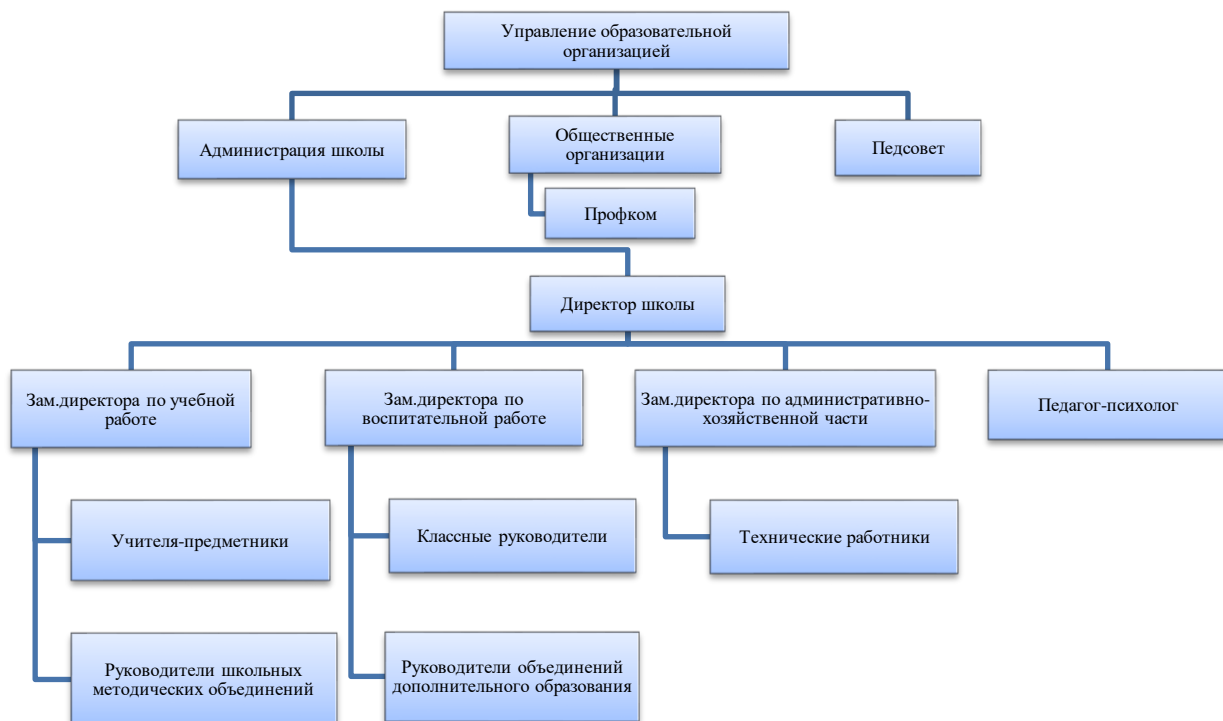 Управление образовательной
организацией
Администрация школы
Общественные
организации
Педсовет
Профком
Директор школы
Зам.директора по учебной
работе
Зам.директора по
воспитательной работе
Зам.директора по административно-
хозяйственной части
Педагог-психолог
Учителя-предметники
Классные руководители
Технические работники
Руководители школьных
методических объединений
Руководители объединений
дополнительного образования